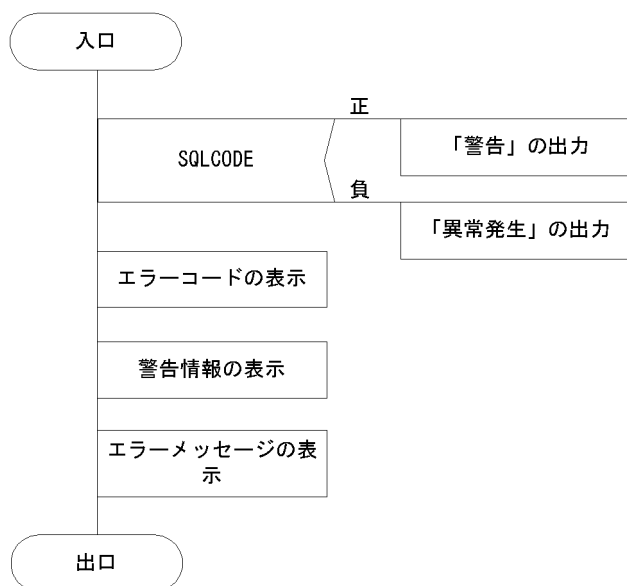 入口
正
SQLCODE
「警告」の出力
負
「異常発生」の出力
エラーコードの表示
警告情報の表示
エラーメッセージの表
示
出口